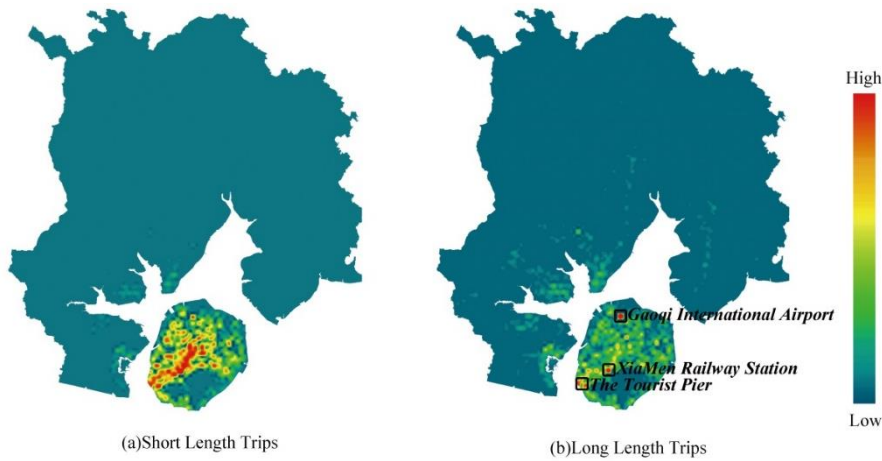 High
Gaoqi International Airport
XiaMen Railway Station
The Tourist Pier
Low
(a)Short Length Trips
(b)Long Length Trips